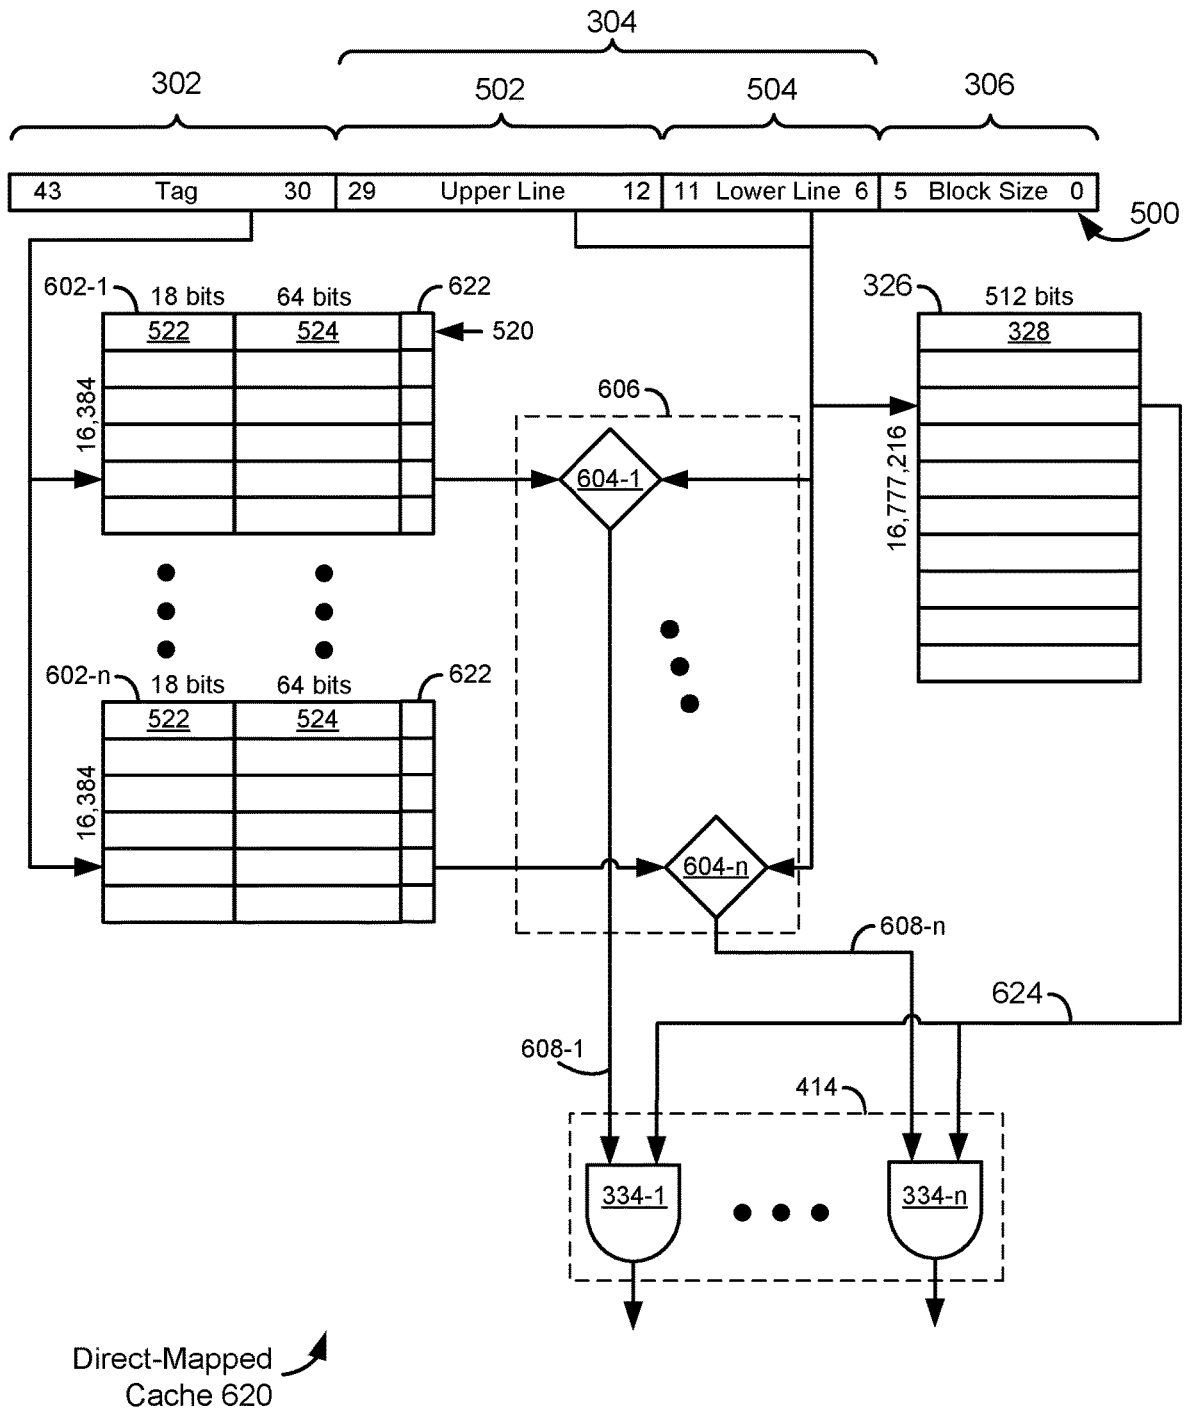 304
302
502
504
306
43 Tag 30 29 Upper Line 12 11 Lower Line 6 5 Block Size 0
500
602-1
18 bits
64 bits
622
326
512 bits
522
524
520
328
16,384
606
604-1
16,777,216
602-n
18 bits
64 bits
622
522
524
16,384
604-n
608-n
624
608-1
414
334-1
334-n
Direct-Mapped
Cache 620